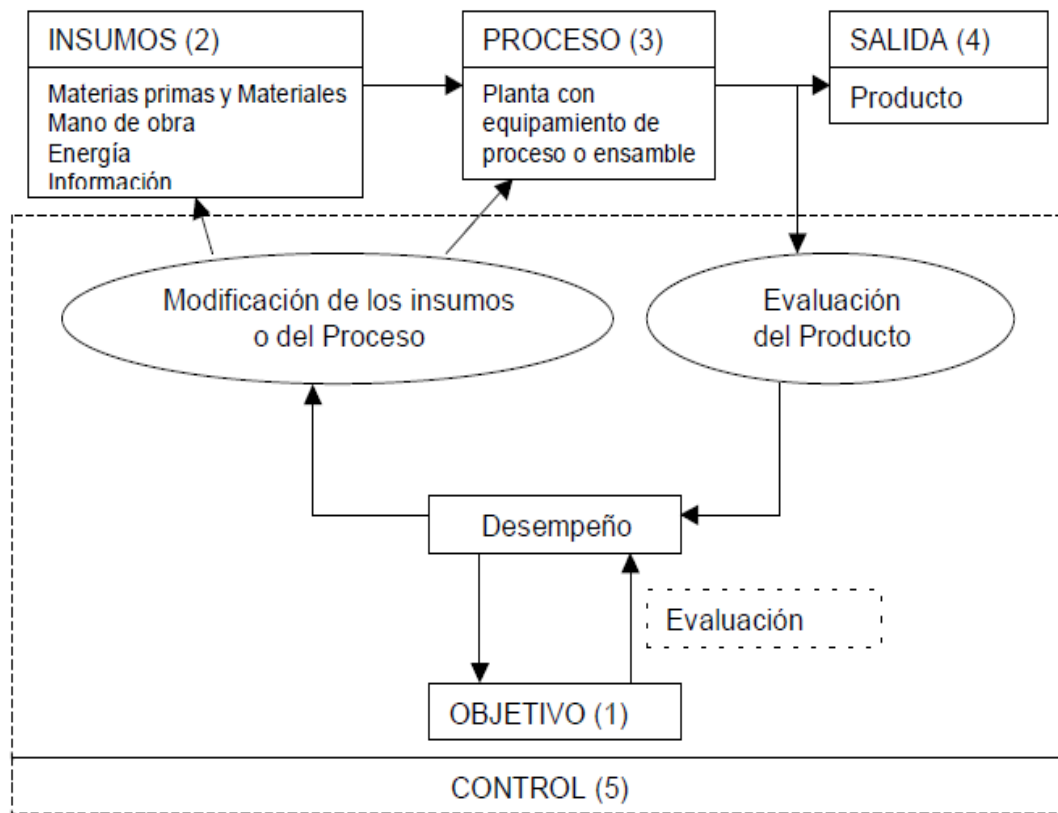 INSUMOS (2)
Materias primas y Materiales
Mano de obra
Energía
Información
PROCESO (3)
Planta con
equipamiento de
proceso o ensamble
SALIDA (4)
Producto
Modificación de los insumos
o del Proceso
Evaluación
del Producto
Desempeño
Evaluación
OBJETIVO (1)
CONTROL (5)